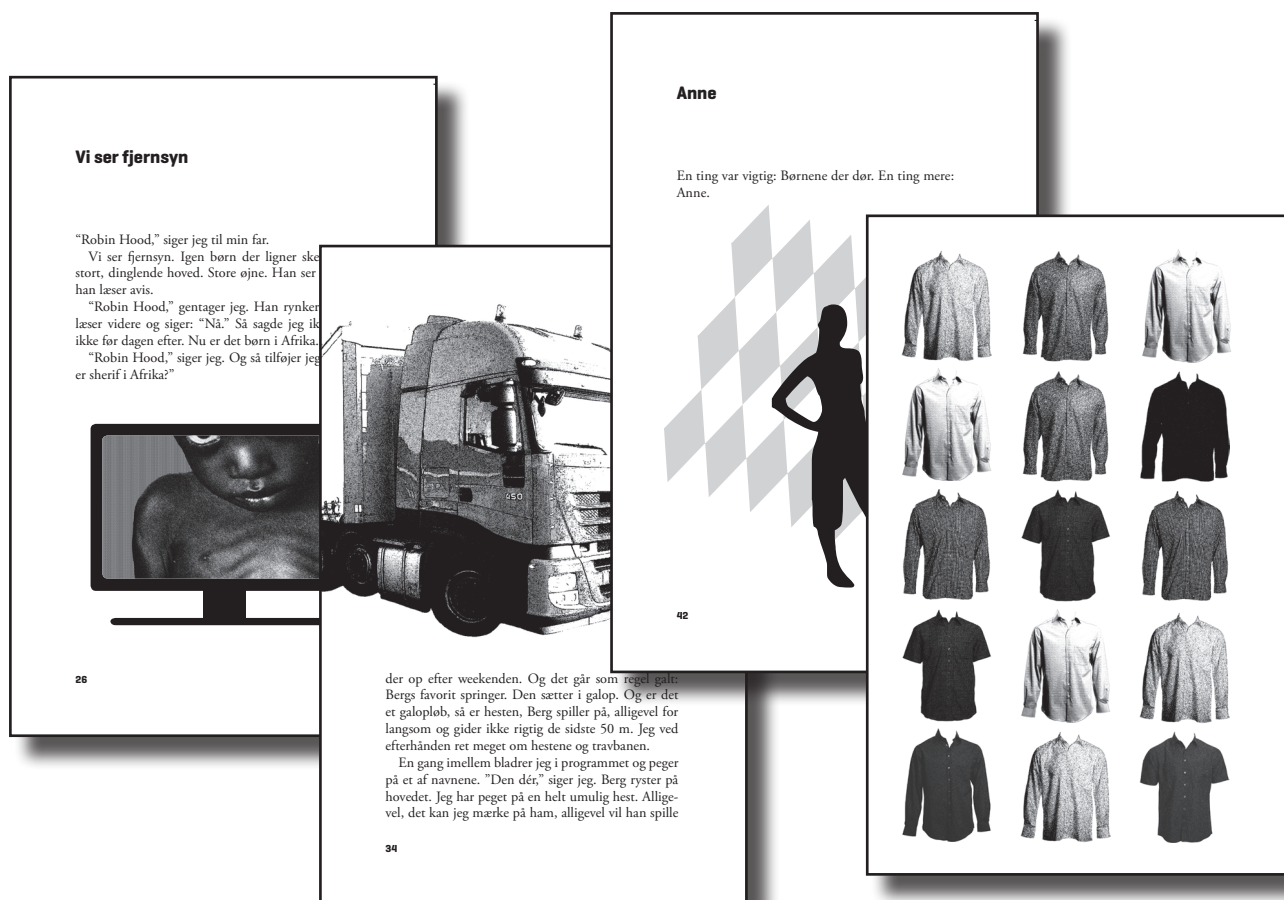 Vi ser fjernsyn
“Robin Hood,” siger jeg til min far.
Vi ser fjernsyn. Igen børn der ligner ske
stort, dinglende hoved. Store øjne. Han ser
han læser avis.
“Robin Hood,” gentager jeg. Han rynker
læser videre og siger: “Nå.” Så sagde jeg ik
ikke før dagen efter. Nu er det børn i Afrika.
“Robin Hood,” siger jeg. Og så tilføjer jeg
er sherif i Afrika?”
26
450
der op efter weekenden. Og det går som regel galt:
Bergs favorit springer. Den sætter i galop. Og er det
et galopløb, så er hesten, Berg spiller på, alligevel for
langsom og gider ikke rigtig de sidste 50 m. Jeg ved
efterhånden ret meget om hestene og travbanen.
En gang imellem bladrer jeg i programmet og peger
på et af navnene. ”Den dér,” siger jeg. Berg ryster på
hovedet. Jeg har peget på en helt umulig hest. Allige-
vel, det kan jeg mærke på ham, alligevel vil han spille
34
Anne
En ting var vigtig: Børnene der dør. En ting mere:
Anne.
42